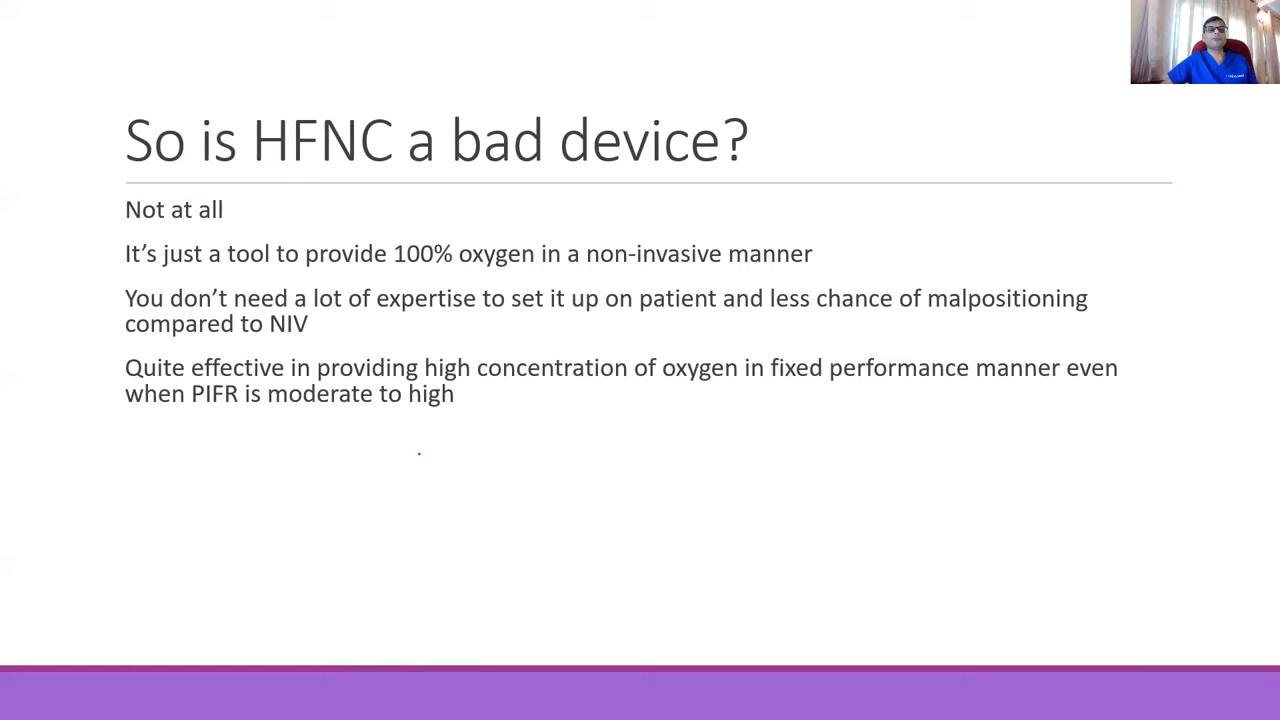 So is HFNC a bad device?
Not at all
It’s just a tool to provide 100% oxygen in a non-invasive manner
You don’t need a lot of expertise to set it up on patient and less chance of malpositioning
compared to NIV
Quite effective in providing high concentration of oxygen in fixed performance manner even
when PIFR is moderate to high